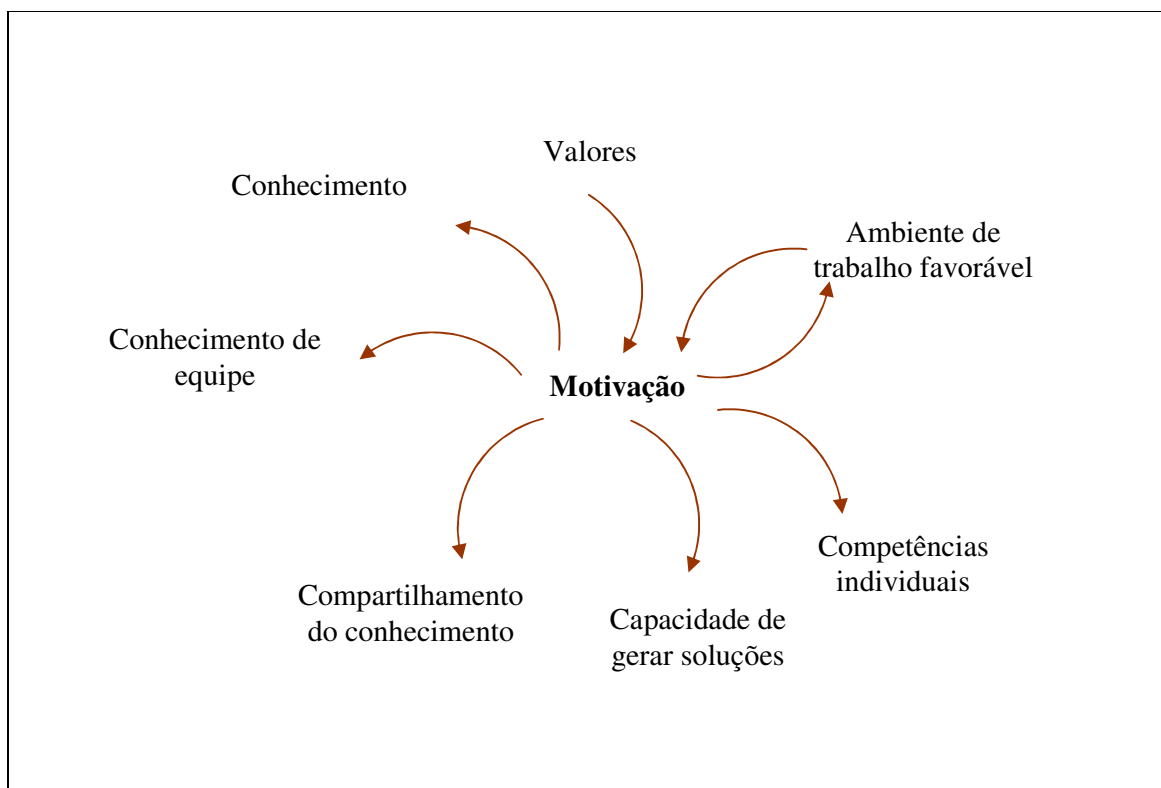 Valores
Conhecimento
Ambiente de
trabalho favorável
Conhecimento de
equipe
Motivação
Competências
individuais
Compartilhamento
do conhecimento
Capacidade de
gerar soluções